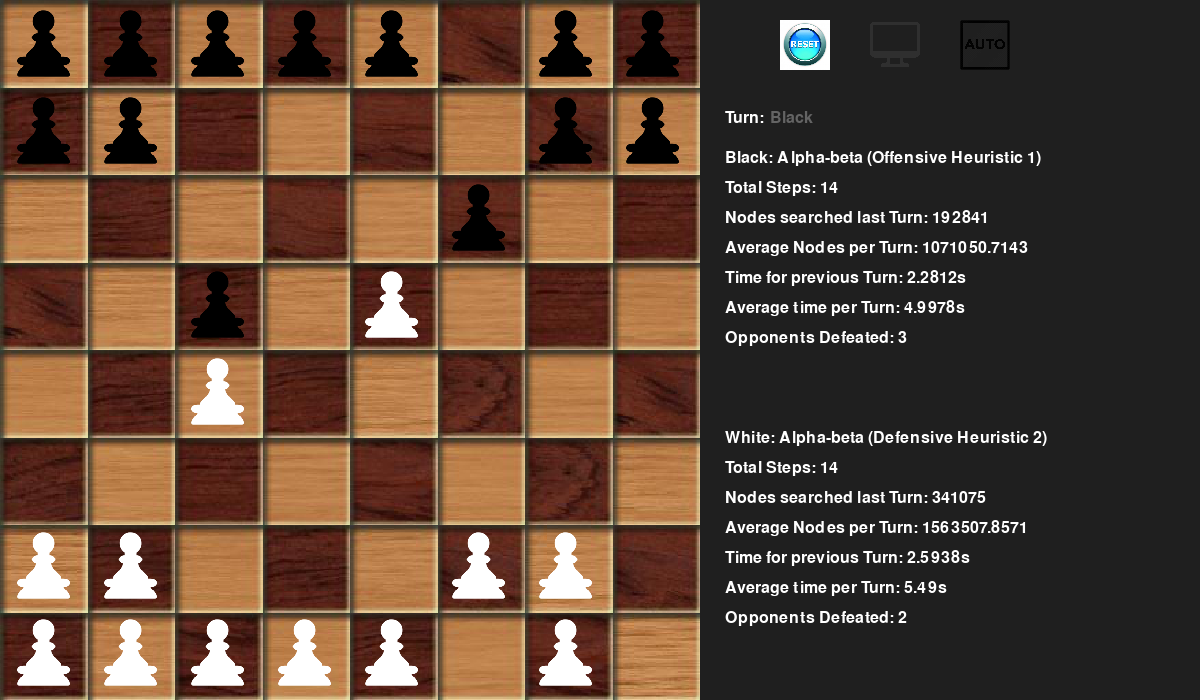 RESET
AUTO
Turn: Black
Black: Alpha-beta (Offensive Heuristic 1)
Total Steps: 14
Nodes searched last Turn: 192841
Average Nodes per Turn: 1071050.7143
Time for previous Turn: 2.2812s
Average time per Turn: 4.9978s
Opponents Defeated: 3
White: Alpha-beta (Defensive Heuristic 2)
Total Steps: 14
Nodes searched last Turn: 341075
Average Nodes per Turn: 1563507.8571
Time for previous Turn: 2.5938s
Average time per Turn: 5.49s
Opponents Defeated: 2